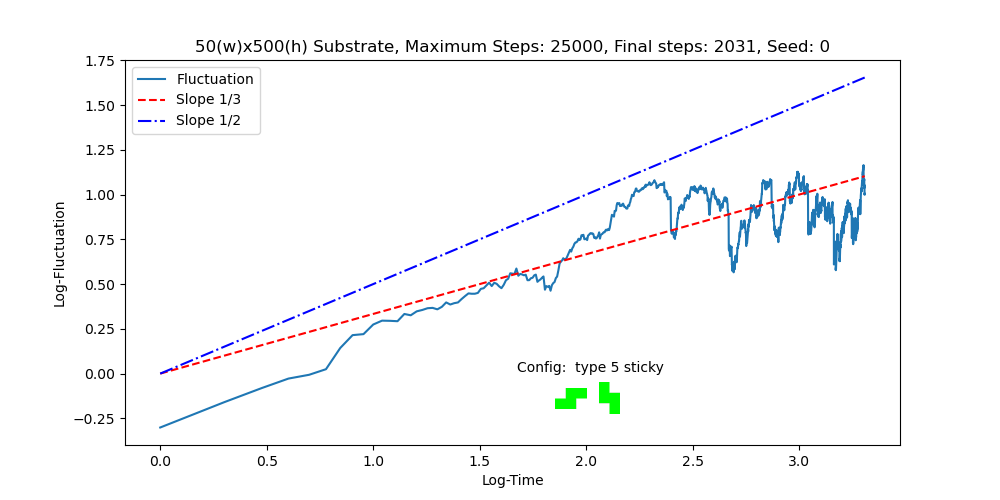 50(w)x500(h) Substrate, Maximum Steps: 25000, Final steps: 2031, Seed: 0
Fluctuation
Slope 1/3
Slope 1/2
1.75
1.50
1.25
1.00
0.75
0.50
0.25
0.00
−0.25
Log-Fluctuation
Config:  type 5 sticky
0.0 0.5 1.0 1.5 2.0 2.5 3.0
Log-Time